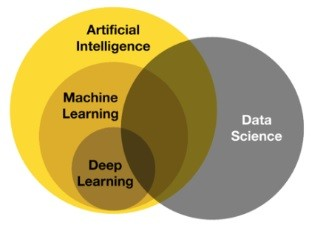 Artificial
Intelligence
Machine
Learning
Deep
Learning
Data
Science